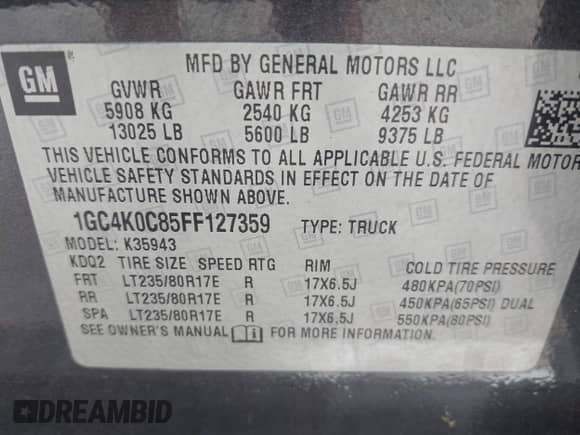 GM
MFD BY GENERAL MOTORS LLC
GVWR GAWR FRT GAWR RR
5908 KG 2540 KG 4253 KG
13025 LB 5600 LB 9375 LB
THIS VEHICLE CONFORMS TO ALL APPLICABLE U.S. FEDERAL MOTOR
VEHICLE SAFETY STANDARDS IN EFFECT ON THE DATE OF
MANUFACTURE SHOWN ABOVE.
1GC4K0C85FF127359 TYPE: TRUCK
MODEL: K35943
KDQ2 TIRE SIZE SPEED RTG RIM COLD TIRE PRESSURE
FRT LT235/80R17E R 17X6.5J 480KPA(70PSI)
RR LT235/80R17E R 17X6.5J 450KPA(65PSI) DUAL
SPA LT235/80R17E R 17X6.5J 550KPA(80PSI)
SEE OWNER'S MANUAL FOR MORE INFORMATION.
DREAMBID